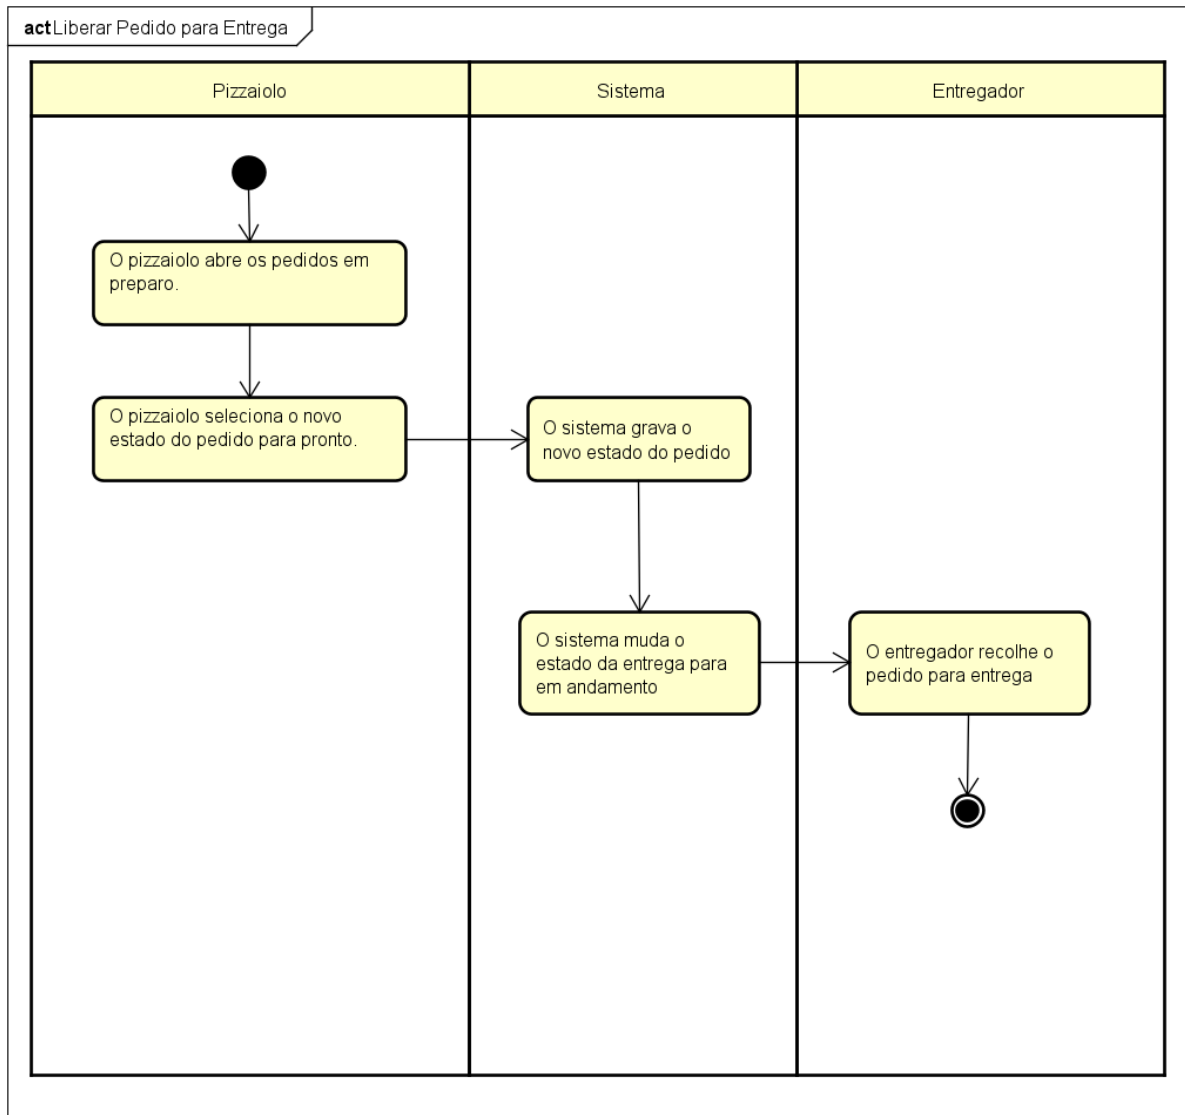 act Liberar Pedido para Entrega
Pizzaiolo
Sistema
Entregador
O pizzaiolo abre os pedidos em
preparo.
O pizzaiolo seleciona o novo
estado do pedido para pronto.
O sistema grava o
novo estado do pedido
O sistema muda o
estado da entrega para
em andamento
O entregador recolhe o
pedido para entrega